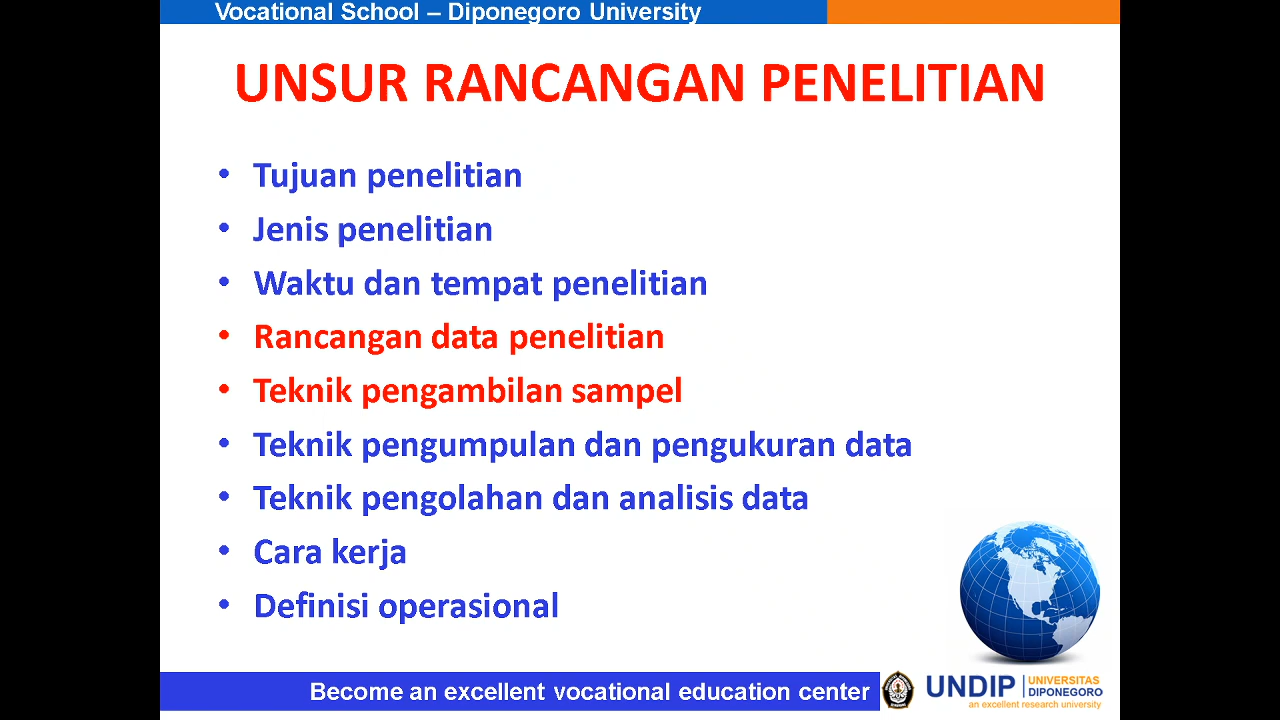 Vocational School – Diponegoro University
UNSUR RANCANGAN PENELITIAN
• Tujuan penelitian
• Jenis penelitian
• Waktu dan tempat penelitian
• Rancangan data penelitian
• Teknik pengambilan sampel
• Teknik pengumpulan dan pengukuran data
• Teknik pengolahan dan analisis data
• Cara kerja
• Definisi operasional
Become an excellent vocational education center
UNDIP
UNIVERSITAS
DIPONEGORO
an excellent research university